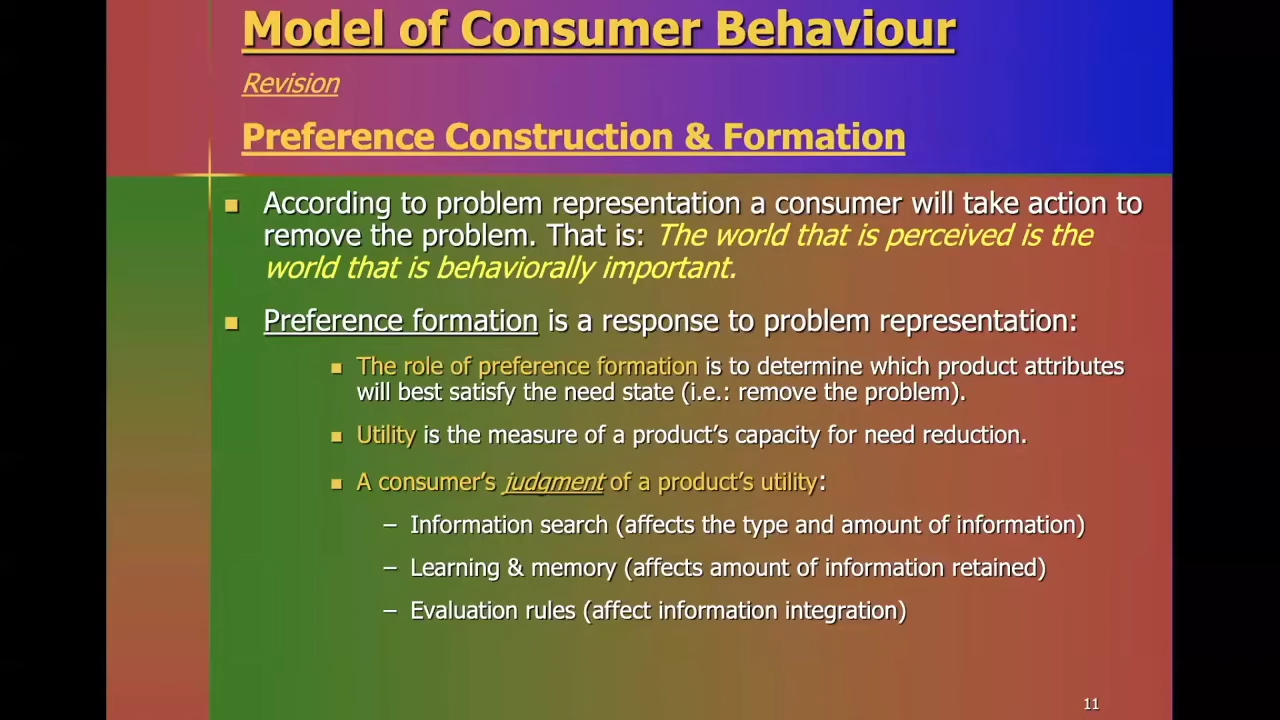 Model of Consumer Behaviour
Revision
Preference Construction & Formation
■ According to problem representation a consumer will take action to
remove the problem. That is: The world that is perceived is the
world that is behaviorally important.
■ Preference formation is a response to problem representation:
■ The role of preference formation is to determine which product attributes
will best satisfy the need state (i.e.: remove the problem).
■ Utility is the measure of a product’s capacity for need reduction.
■ A consumer’s judgment of a product’s utility:
– Information search (affects the type and amount of information)
– Learning & memory (affects amount of information retained)
– Evaluation rules (affect information integration)
11